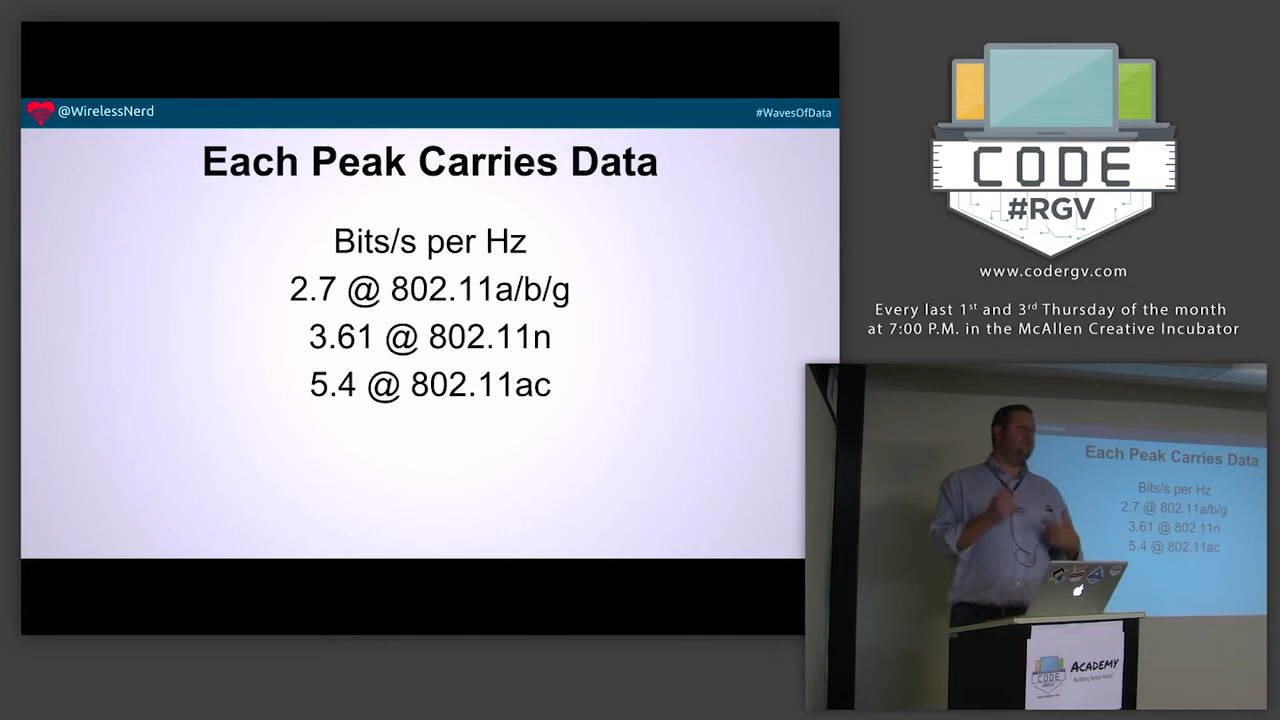 @WirelessNerd
#WavesOfData
Each Peak Carries Data
Bits/s per Hz
2.7 @ 802.11a/b/g
3.61 @ 802.11n
5.4 @ 802.11ac
CODE
#RGV
www.codergv.com
Every last 1st and 3rd Thursday of the month
at 7:00 P.M. in the McAllen Creative Incubator
Each Peak Carries Data
Bits/s per Hz
2.7 @ 802.11a/b/g
3.61 @ 802.11n
5.4 @ 802.11ac
CODE
#RGV
ACADEMY